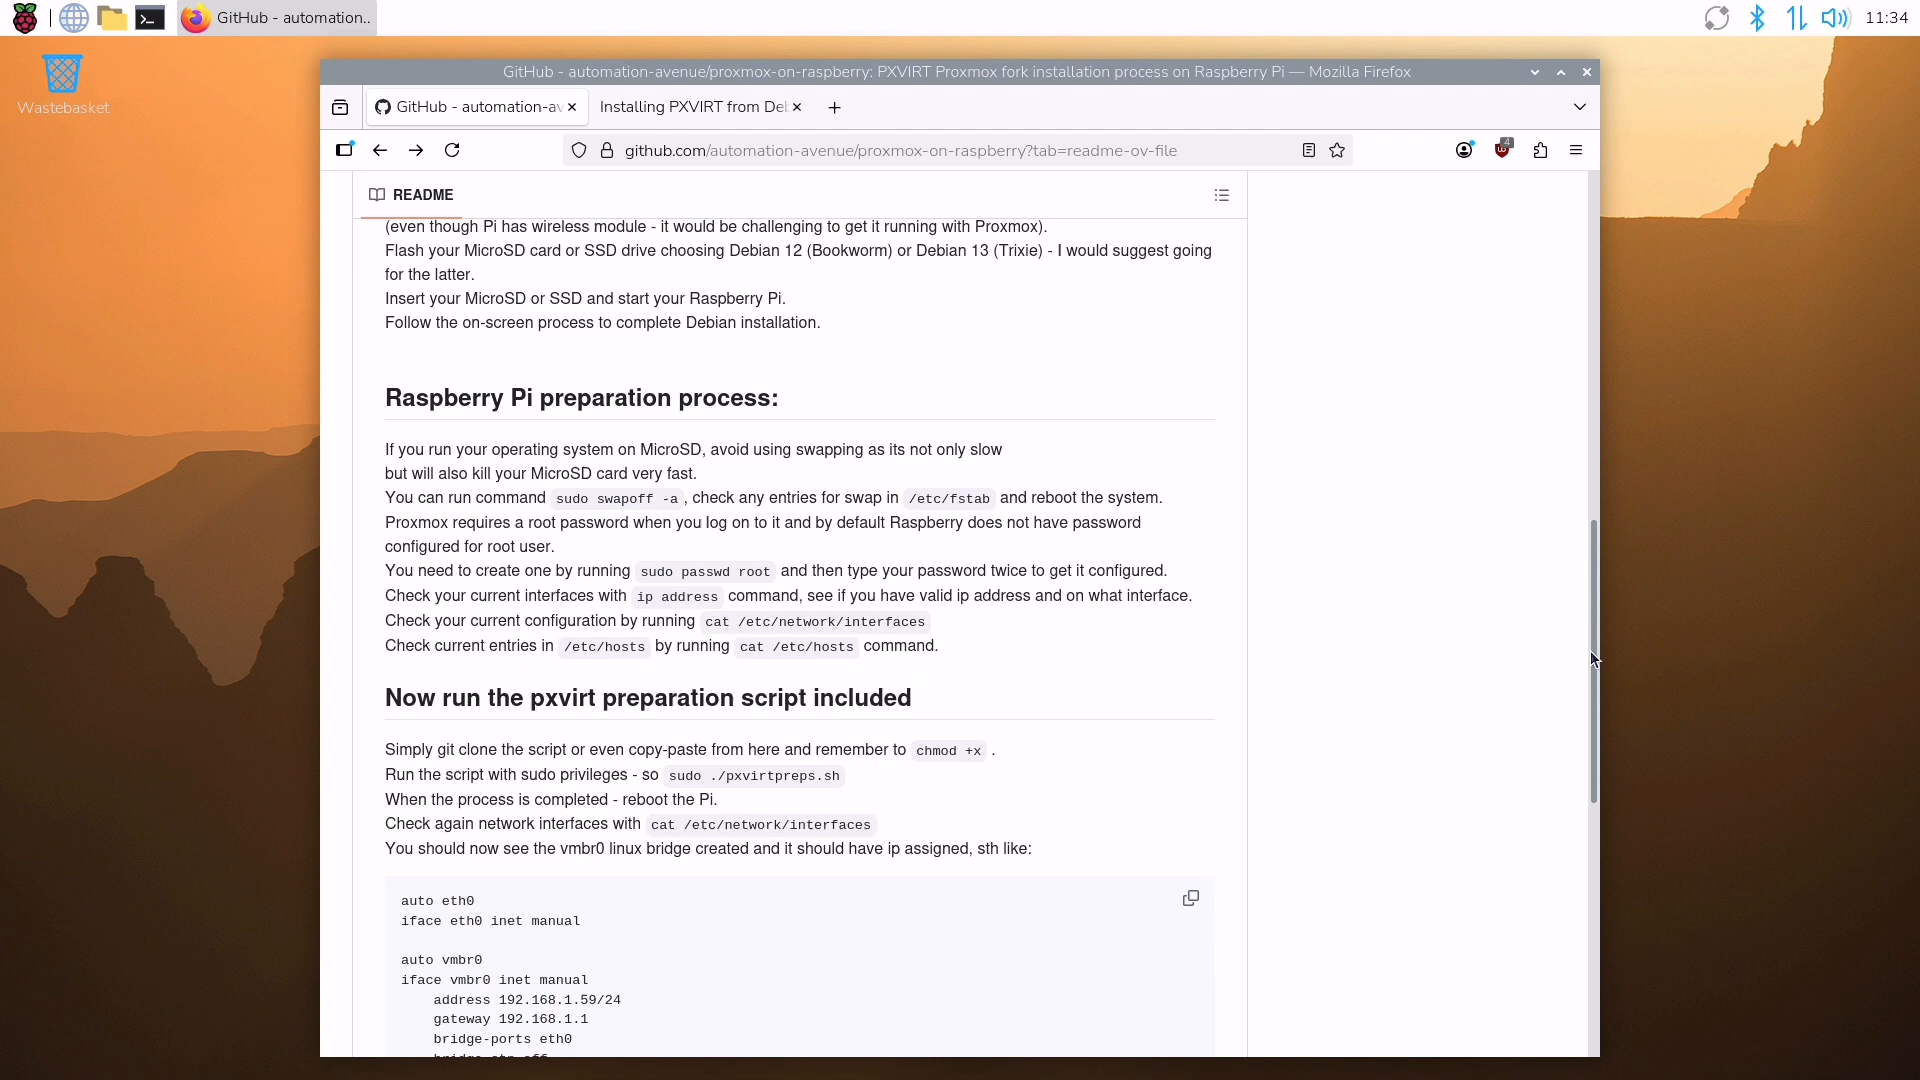 GitHub - automation..
11:34
Wastebasket
GitHub - automation-avenue/proxmox-on-raspberry: PXVIRT Proxmox fork installation process on Raspberry Pi — Mozilla Firefox
GitHub - automation-av
Installing PXVIRT from De
github.com/automation-avenue/proxmox-on-raspberry?tab=readme-ov-file
4
README
(even though Pi has wireless module - it would be challenging to get it running with Proxmox).
Flash your MicroSD card or SSD drive choosing Debian 12 (Bookworm) or Debian 13 (Trixie) - I would suggest going
for the latter.
Insert your MicroSD or SSD and start your Raspberry Pi.
Follow the on-screen process to complete Debian installation.
Raspberry Pi preparation process:
If you run your operating system on MicroSD, avoid using swapping as its not only slow
but will also kill your MicroSD card very fast.
You can run command sudo swapoff -a, check any entries for swap in /etc/fstab and reboot the system.
Proxmox requires a root password when you log on to it and by default Raspberry does not have password
configured for root user.
You need to create one by running sudo passwd root and then type your password twice to get it configured.
Check your current interfaces with ip address command, see if you have valid ip address and on what interface.
Check your current configuration by running cat /etc/network/interfaces
Check current entries in /etc/hosts by running cat /etc/hosts command.
Now run the pxvirt preparation script included
Simply git clone the script or even copy-paste from here and remember to chmod +x .
Run the script with sudo privileges - so sudo ./pxvirtpreps.sh
When the process is completed - reboot the Pi.
Check again network interfaces with cat /etc/network/interfaces
You should now see the vmbr0 linux bridge created and it should have ip assigned, sth like:
auto eth0
iface eth0 inet manual
auto vmbr0
iface vmbr0 inet manual
address 192.168.1.59/24
gateway 192.168.1.1
bridge-ports eth0
bridge-stp off